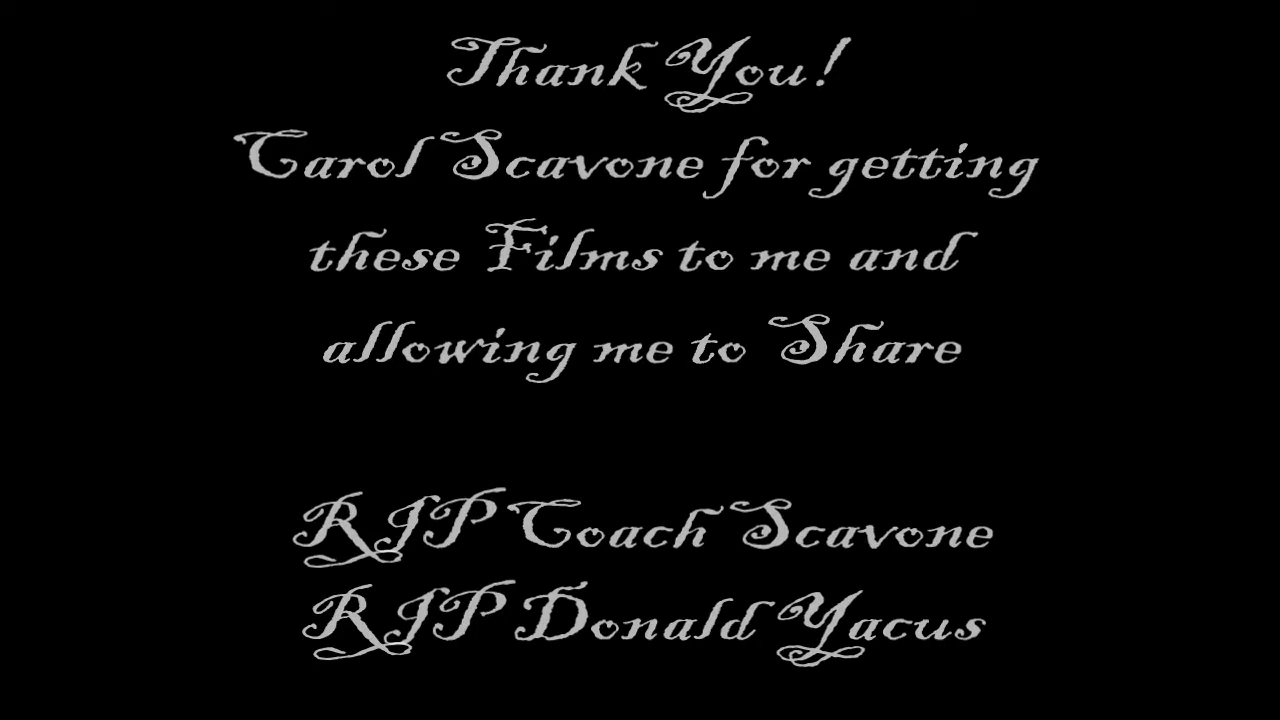 Thank You!
Carol Scavone for getting
these Films to me and
allowing me to Share
RIP Coach Scavone
RIP Donald Yacus